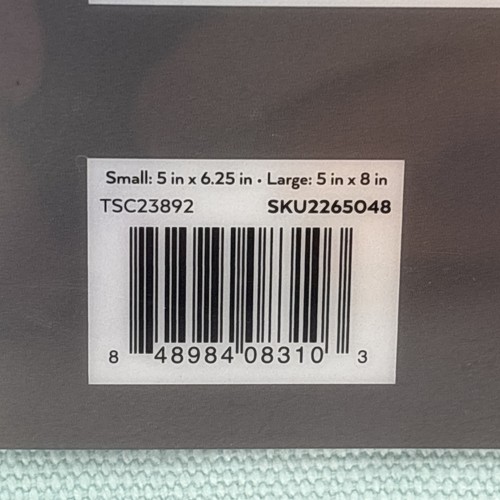 Small: 5 in x 6.25 in • Large: 5 in x 8 in
TSC23892 SKU2265048
8 48984 08310 3